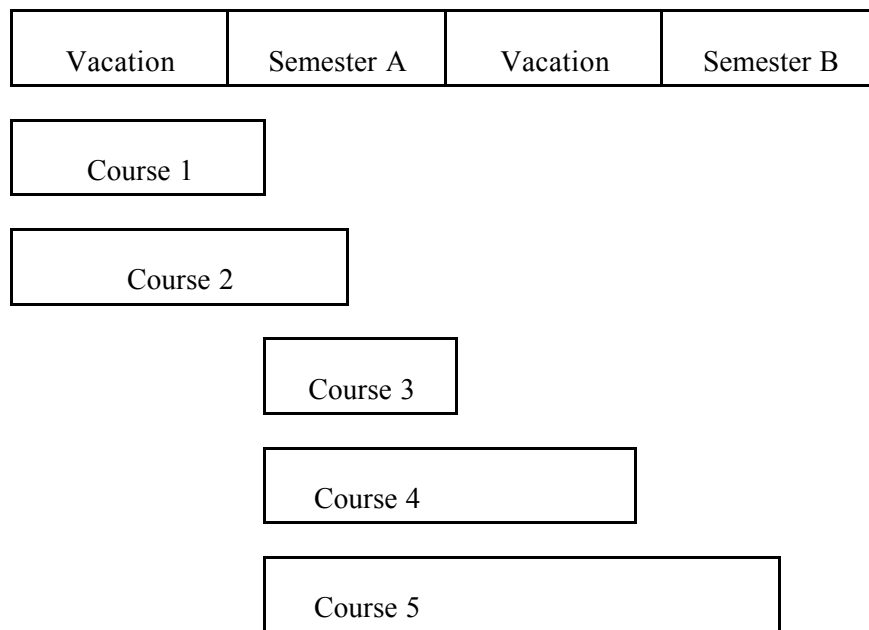 Vacation Semester A Vacation Semester B
Course 1
Course 2
Course 3
Course 4
Course 5